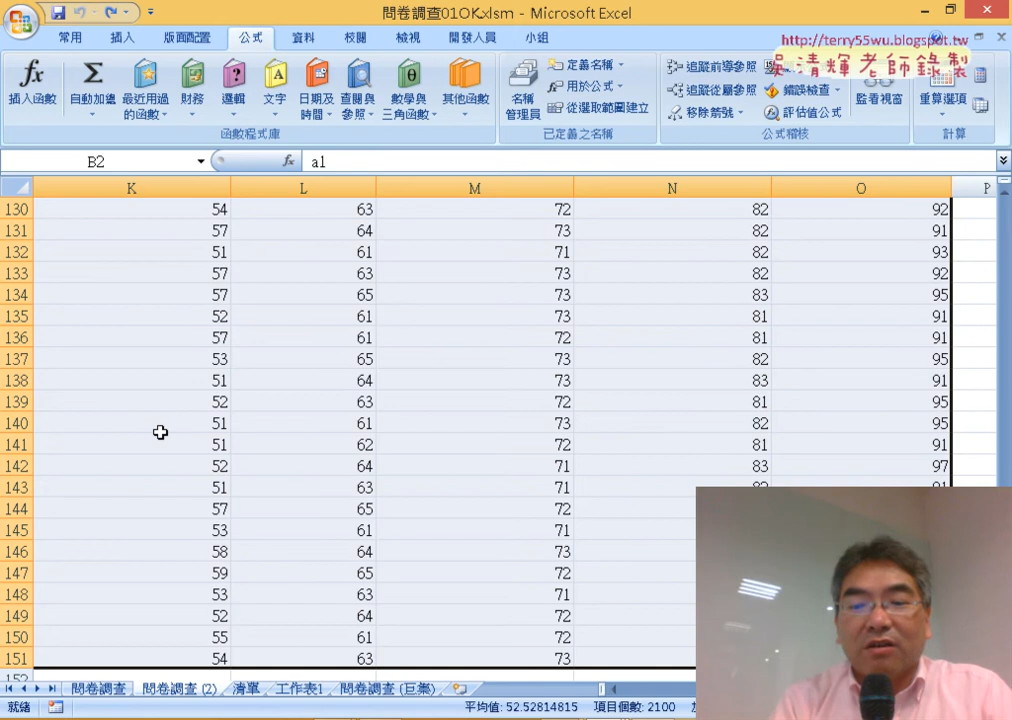 問卷調查01OK.xlsm - Microsoft Excel
常用 插入 版面配置 公式 資料 校閱 檢視 開發人員 小組
http://terry55wu.blogspot.tw
吳清輝老師錄製
插入函數 自動加總 最近用過的函數 財務 邏輯 文字 日期及時間 查閱與參照 數學與三角函數 其他函數
函數程式庫
名稱管理員 定義名稱 用於公式 從選取範圍建立
已定義之名稱
追蹤前導參照 追蹤從屬參照 移除箭號 錯誤檢查 評估值公式 監看視窗
公式稽核
重算選項
計算
B2 fx a1
K L M N O P
130 54 63 72 82 92
131 57 64 73 82 91
132 51 61 71 82 93
133 57 63 73 82 92
134 57 65 73 83 95
135 52 61 73 81 91
136 57 61 72 81 91
137 53 65 73 82 95
138 51 64 73 83 91
139 52 63 72 81 95
140 51 61 73 82 95
141 51 62 72 81 91
142 52 64 71 83 97
143 51 63 71
144 57 65 72
145 53 61 71
146 58 64 73
147 59 65 72
148 53 63 71
149 52 64 72
150 55 61 72
151 54 63 73
問卷調查 問卷調查 (2) 清單 工作表1 問卷調查 (巨集)
就緒 平均值: 52.52814815 項目個數: 2100